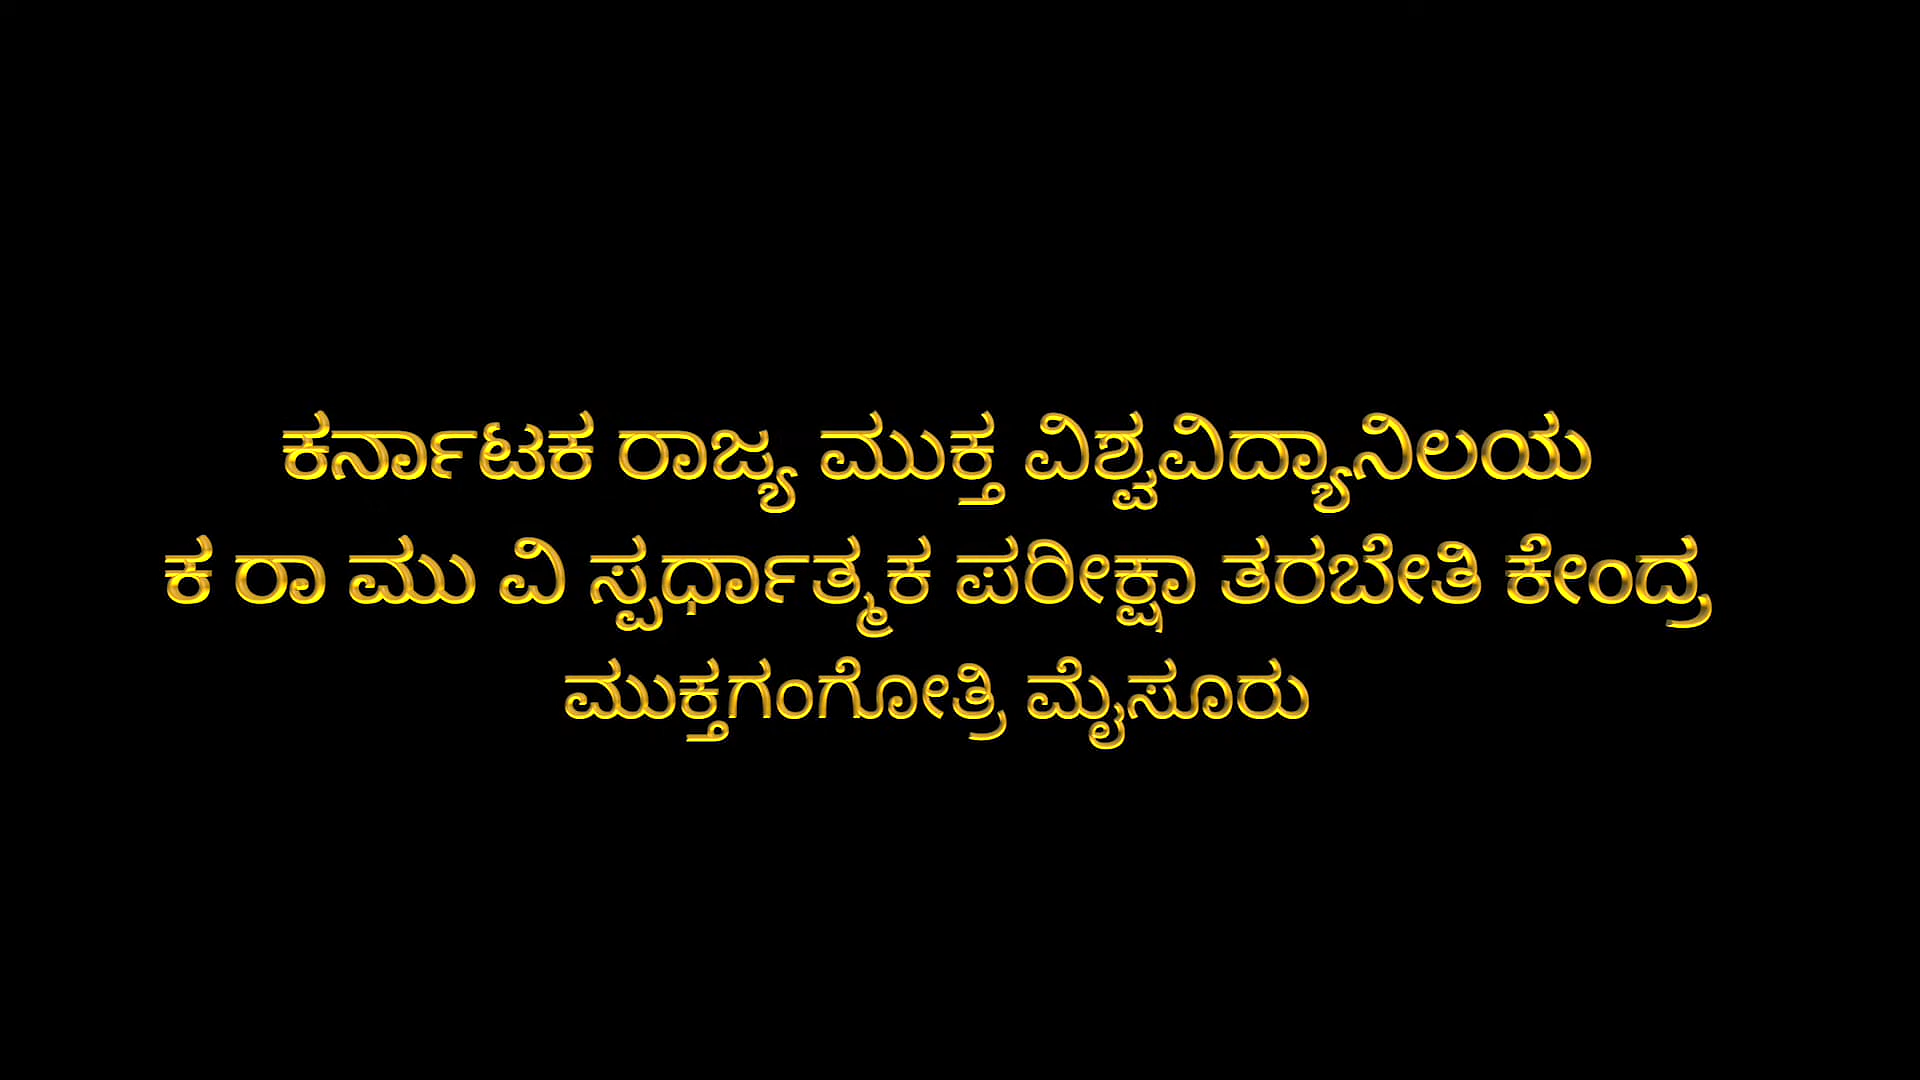 ಕರ್ನಾಟಕ ರಾಜ್ಯ ಮುಕ್ತ ವಿಶ್ವವಿದ್ಯಾನಿಲಯ
ಕ ರಾ ಮು ವಿ ಸ್ಪರ್ಧಾತ್ಮಕ ಪರೀಕ್ಷಾ ತರಬೇತಿ ಕೇಂದ್ರ
ಮುಕ್ತಗಂಗೋತ್ರಿ ಮೈಸೂರು